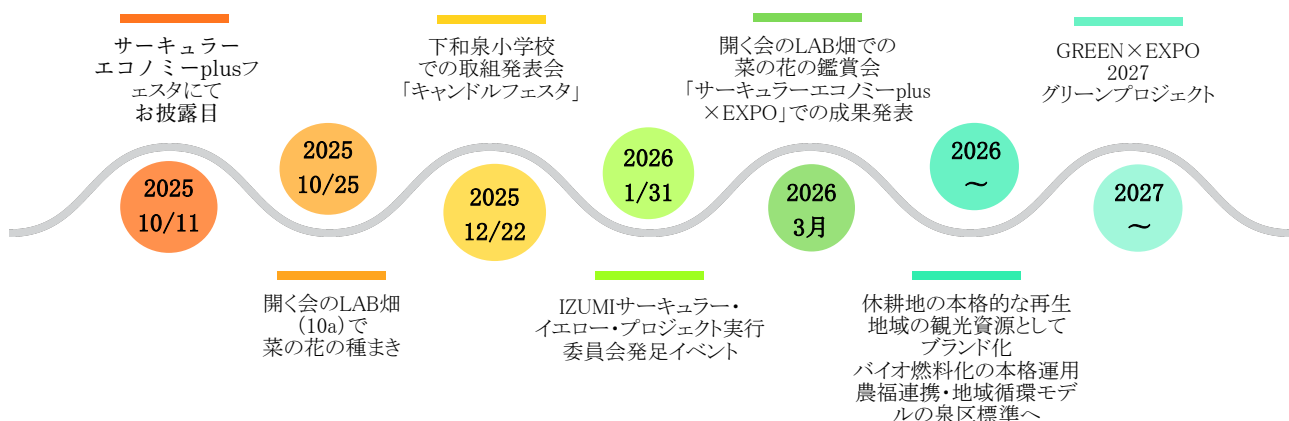 サーキュラー
エコノミーplusフ
ェスタにて
お披露目
2025
10/11
2025
10/25
開く会のLAB畑
(10a)で
菜の花の種まき
下和泉小学校
での取組発表会
「キャンドルフェスタ」
2025
12/22
2026
1/31
IZUMIサーキュラー・
イエロー・プロジェクト実行
委員会発足イベント
開く会のLAB畑での
菜の花の鑑賞会
「サーキュラーエコノミーplus
×EXPO」での成果発表
2026
3月
2026
～
休耕地の本格的な再生
地域の観光資源として
ブランド化
バイオ燃料化の本格運用
農福連携・地域循環モデ
ルの泉区標準へ
GREEN×EXPO
2027
グリーンプロジェクト
2027
～